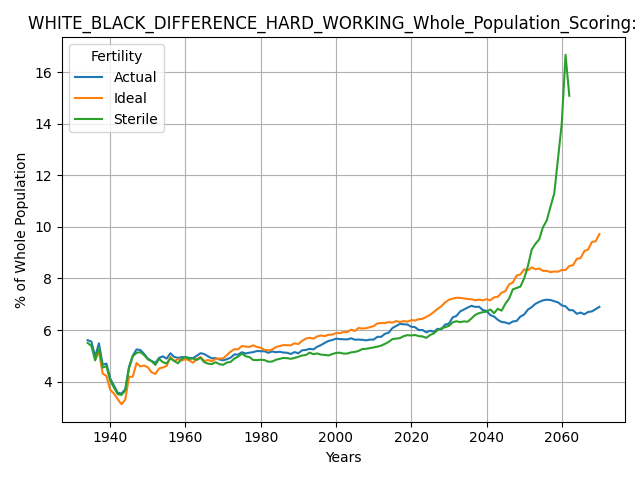 WHITE_BLACK_DIFFERENCE_HARD_WORKING_Whole_Population_Scoring:
Fertility
Actual
Ideal
Sterile
16
14
12
10
8
6
4
% of Whole Population
1940 1960 1980 2000 2020 2040 2060
Years